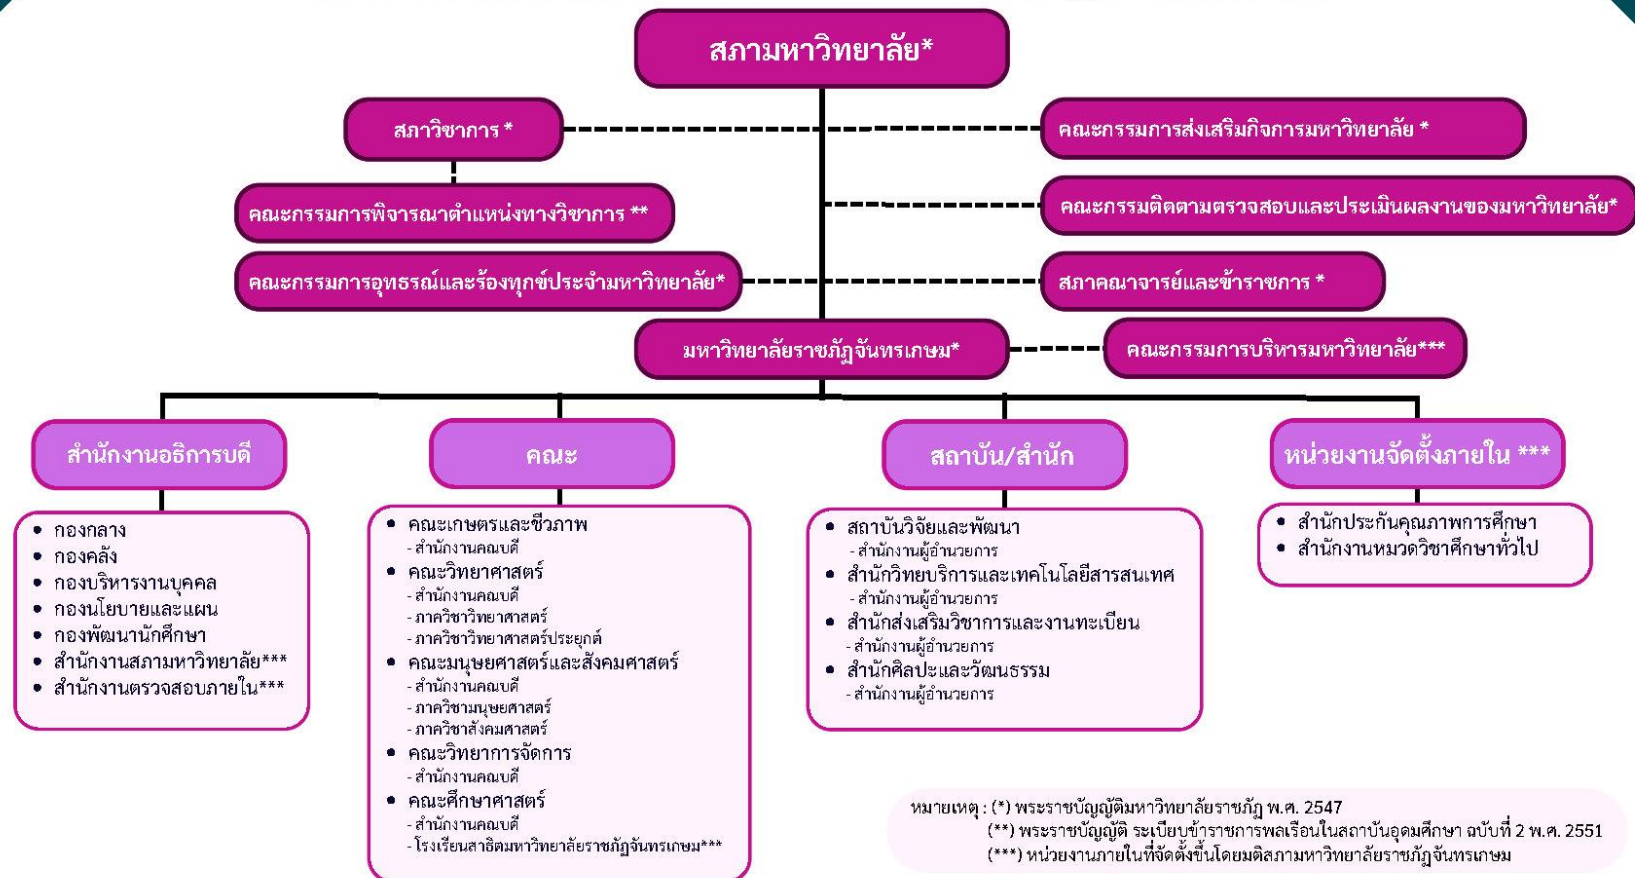 สภามหาวิทยาลัย*
สภาวิชาการ *
คณะกรรมการส่งเสริมกิจการมหาวิทยาลัย *
คณะกรรมการพิจารณาตำแหน่งทางวิชาการ **
คณะกรรมติดตามตรวจสอบและประเมินผลงานของมหาวิทยาลัย*
คณะกรรมการอุทธรณ์และร้องทุกข์ประจำมหาวิทยาลัย*
สภาคณาจารย์และข้าราชการ *
มหาวิทยาลัยราชภัฏจันทรเกษม*
คณะกรรมการบริหารมหาวิทยาลัย***
สำนักงานอธิการบดี
• กองกลาง
• กองคลัง
• กองบริหารงานบุคคล
• กองนโยบายและแผน
• กองพัฒนานักศึกษา
• สำนักงานสภามหาวิทยาลัย***
• สำนักงานตรวจสอบภายใน***
คณะ
• คณะเกษตรและชีวภาพ
- สำนักงานคณบดี
• คณะวิทยาศาสตร์
- สำนักงานคณบดี
- ภาควิชาวิทยาศาสตร์
- ภาควิชาวิทยาศาสตร์ประยุกต์
• คณะมนุษยศาสตร์และสังคมศาสตร์
- สำนักงานคณบดี
- ภาควิชามนุษยศาสตร์
- ภาควิชาสังคมศาสตร์
• คณะวิทยาการจัดการ
- สำนักงานคณบดี
• คณะศึกษาศาสตร์
- สำนักงานคณบดี
- โรงเรียนสาธิตมหาวิทยาลัยราชภัฏจันทรเกษม***
สถาบัน/สำนัก
• สถาบันวิจัยและพัฒนา
- สำนักงานผู้อำนวยการ
• สำนักวิทยบริการและเทคโนโลยีสารสนเทศ
- สำนักงานผู้อำนวยการ
• สำนักส่งเสริมวิชาการและงานทะเบียน
- สำนักงานผู้อำนวยการ
• สำนักศิลปะและวัฒนธรรม
- สำนักงานผู้อำนวยการ
หน่วยงานจัดตั้งภายใน ***
• สำนักประกันคุณภาพการศึกษา
• สำนักงานหมวดวิชาศึกษาทั่วไป
หมายเหตุ : (*) พระราชบัญญัติมหาวิทยาลัยราชภัฏ พ.ศ. 2547
(**) พระราชบัญญัติ ระเบียบข้าราชการพลเรือนในสถาบันอุดมศึกษา ฉบับที่ 2 พ.ศ. 2551
(***) หน่วยงานภายในที่จัดตั้งขึ้นโดยมติสภามหาวิทยาลัยราชภัฏจันทรเกษม